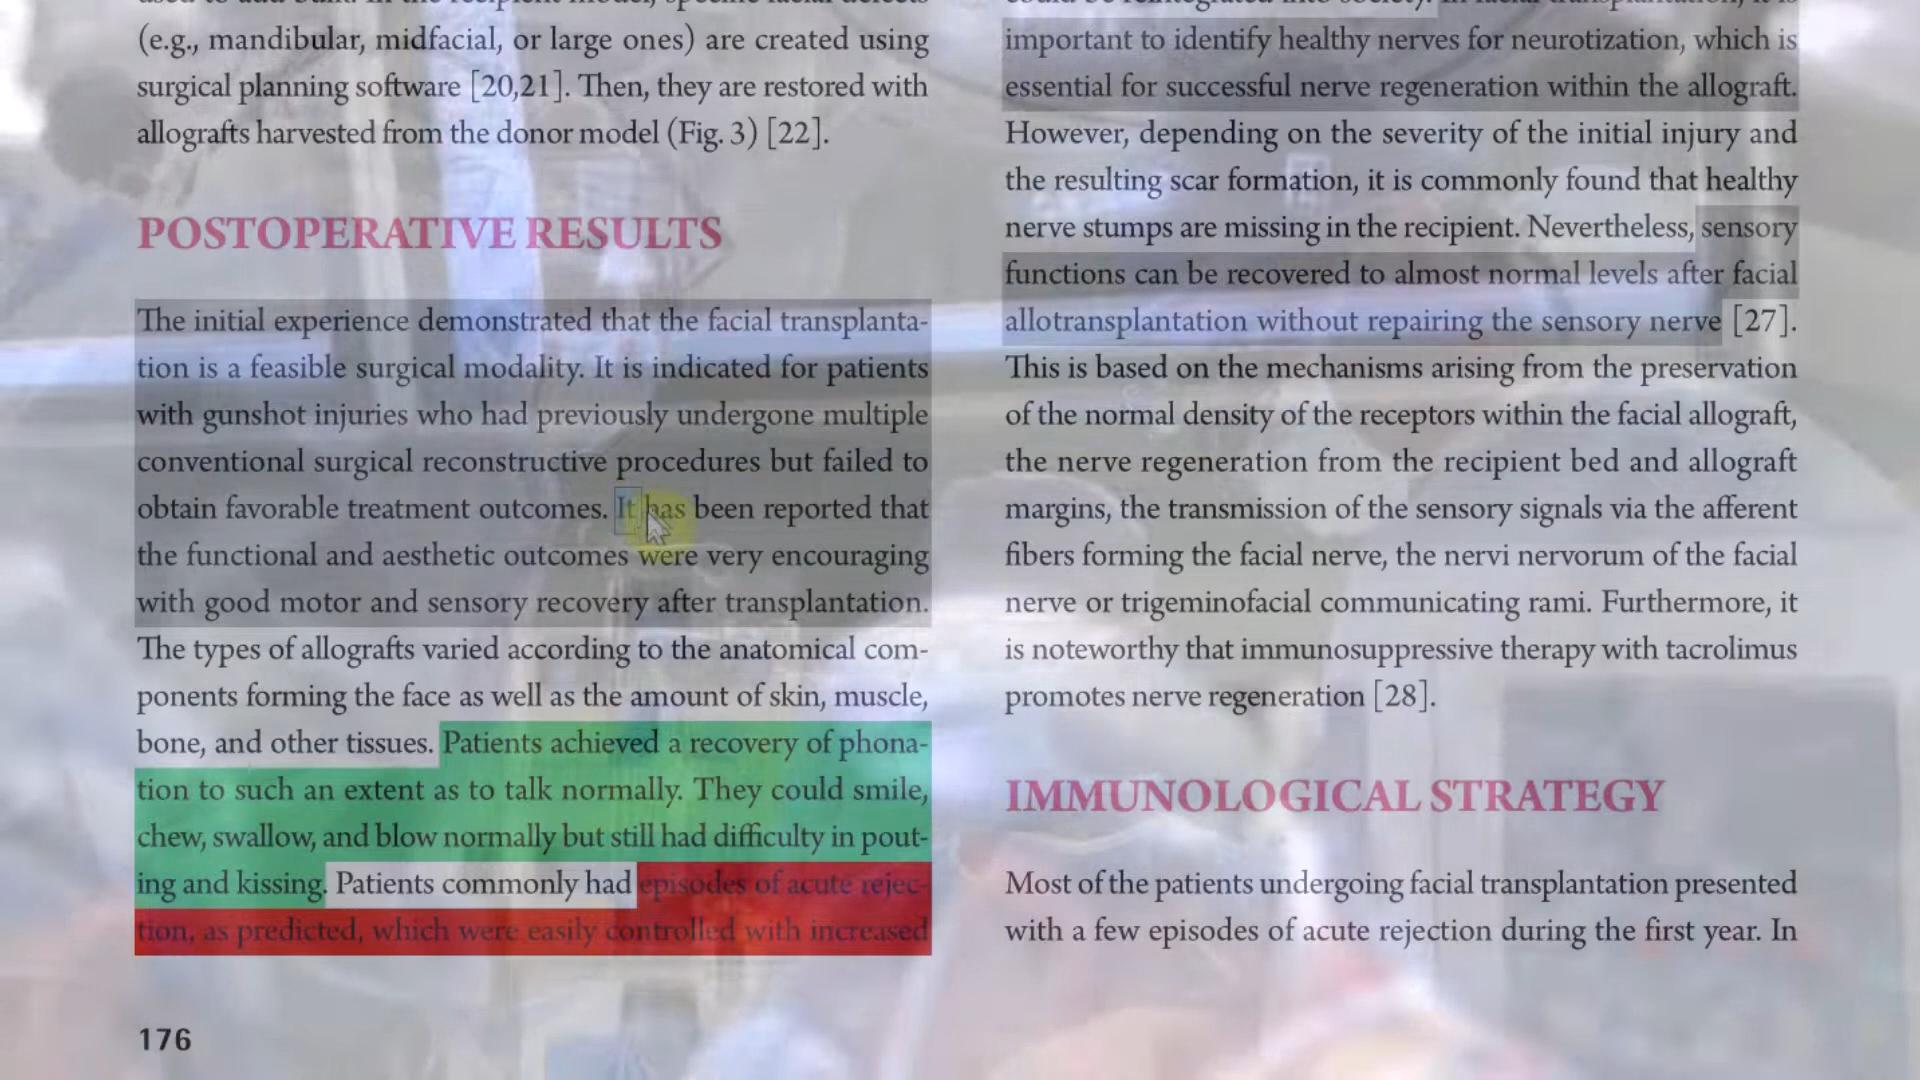 (e.g., mandibular, midfacial, or large ones) are created using
surgical planning software [20,21]. Then, they are restored with
allografts harvested from the donor model (Fig. 3) [22].
POSTOPERATIVE RESULTS
The initial experience demonstrated that the facial transplanta-
tion is a feasible surgical modality. It is indicated for patients
with gunshot injuries who had previously undergone multiple
conventional surgical reconstructive procedures but failed to
obtain favorable treatment outcomes. It has been reported that
the functional and aesthetic outcomes were very encouraging
with good motor and sensory recovery after transplantation.
The types of allografts varied according to the anatomical com-
ponents forming the face as well as the amount of skin, muscle,
bone, and other tissues. Patients achieved a recovery of phona-
tion to such an extent as to talk normally. They could smile,
chew, swallow, and blow normally but still had difficulty in pout-
ing and kissing. Patients commonly had episodes of acute rejec-
tion, as predicted, which were easily controlled with increased
176
important to identify healthy nerves for neurotization, which is
essential for successful nerve regeneration within the allograft.
However, depending on the severity of the initial injury and
the resulting scar formation, it is commonly found that healthy
nerve stumps are missing in the recipient. Nevertheless, sensory
functions can be recovered to almost normal levels after facial
allotransplantation without repairing the sensory nerve [27].
This is based on the mechanisms arising from the preservation
of the normal density of the receptors within the facial allograft,
the nerve regeneration from the recipient bed and allograft
margins, the transmission of the sensory signals via the afferent
fibers forming the facial nerve, the nervi nervorum of the facial
nerve or trigeminofacial communicating rami. Furthermore, it
is noteworthy that immunosuppressive therapy with tacrolimus
promotes nerve regeneration [28].
IMMUNOLOGICAL STRATEGY
Most of the patients undergoing facial transplantation presented
with a few episodes of acute rejection during the first year. In